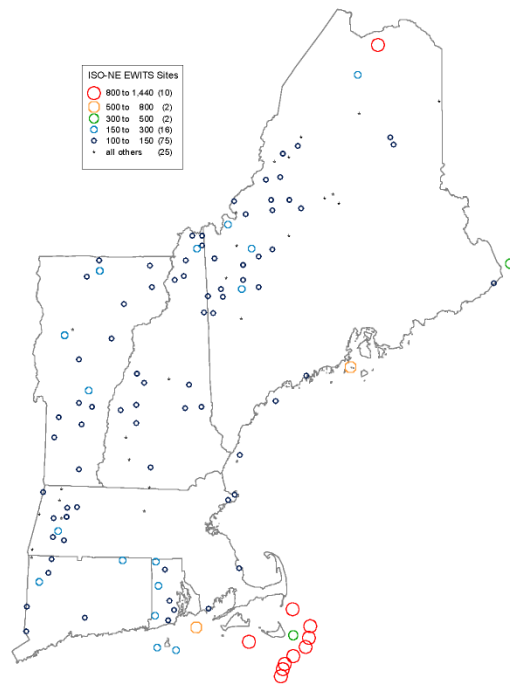 ISO-NE EWITS Sites
800 to 1,440 (10)
500 to 800 (2)
300 to 500 (2)
150 to 300 (16)
100 to 150 (75)
all others (25)